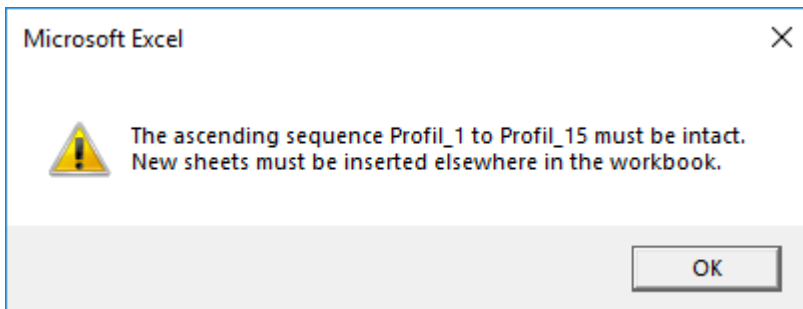 Microsoft Excel
The ascending sequence Profil_1 to Profil_15 must be intact.
New sheets must be inserted elsewhere in the workbook.
OK